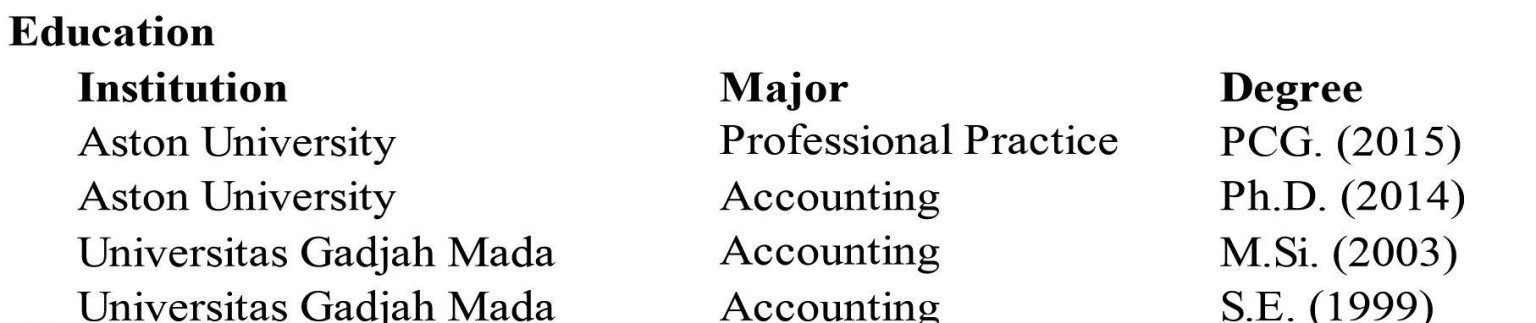 Education
Institution Major Degree
Aston University Professional Practice PCG. (2015)
Aston University Accounting Ph.D. (2014)
Universitas Gadjah Mada Accounting M.Si. (2003)
Universitas Gadjah Mada Accounting S.E. (1999)